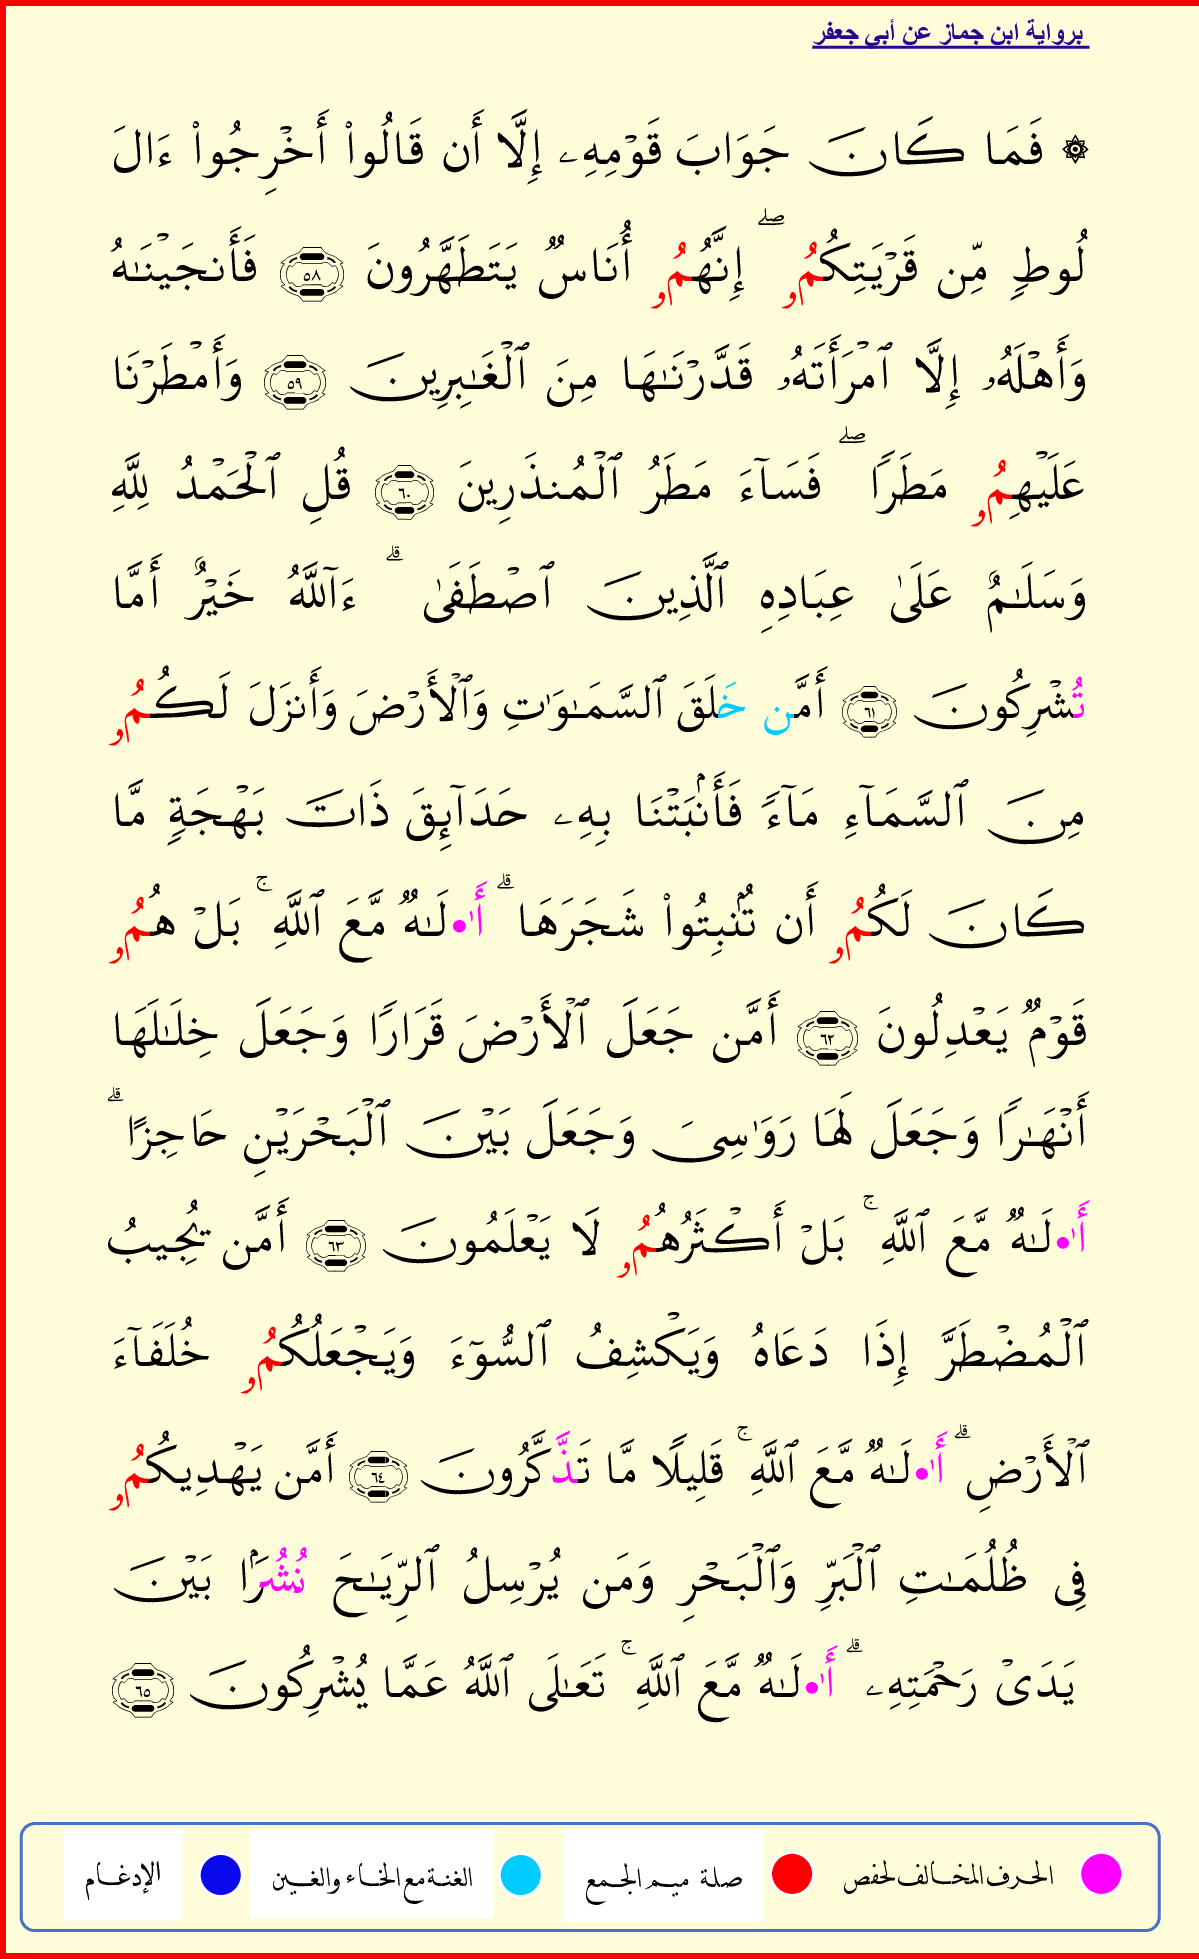 برواية ابن جماز عن أبي جعفر
۞ فَمَا كَانَ جَوَابَ قَوْمِهِۦ إِلَّا أَن قَالُوا۟ أَخْرِجُوا۟ ءَالَ
لُوطٍ مِّن قَرْيَتِكُمُۥ ۖ إِنَّهُمُۥ أُنَاسٌ يَتَطَهَّرُونَ ٥٨ فَأَنجَيْنَـٰهُ
وَأَهْلَهُۥ إِلَّا ٱمْرَأَتَهُۥ قَدَّرْنَـٰهَا مِنَ ٱلْغَـٰبِرِينَ ٥٩ وَأَمْطَرْنَا
عَلَيْهِمُۥ مَطَرًا ۖ فَسَآءَ مَطَرُ ٱلْمُنذَرِينَ ٦٠ قُلِ ٱلْحَمْدُ لِلَّهِ
وَسَلَـٰمٌ عَلَىٰ عِبَادِهِ ٱلَّذِينَ ٱصْطَفَىٰ ۗ ءَآللَّهُ خَيْرٌ أَمَّا
تُشْرِكُونَ ٦١ أَمَّن خَلَقَ ٱلسَّمَـٰوَٰتِ وَٱلْأَرْضَ وَأَنزَلَ لَكُمُۥ
مِنَ ٱلسَّمَآءِ مَآءً فَأَنۢبَتْنَا بِهِۦ حَدَآئِقَ ذَاتَ بَهْجَةٍ مَّا
كَانَ لَكُمُۥ أَن تُنۢبِتُوا۟ شَجَرَهَا ۗ أَٰ•لَـٰهٌ مَّعَ ٱللَّهِ ۚ بَلْ هُمُۥ
قَوْمٌ يَعْدِلُونَ ٦٢ أَمَّن جَعَلَ ٱلْأَرْضَ قَرَارًا وَجَعَلَ خِلَـٰلَهَا
أَنْهَـٰرًا وَجَعَلَ لَهَا رَوَٰسِىَ وَجَعَلَ بَيْنَ ٱلْبَحْرَيْنِ حَاجِزًا ۗ
أَٰ•لَـٰهٌ مَّعَ ٱللَّهِ ۚ بَلْ أَكْثَرُهُمُۥ لَا يَعْلَمُونَ ٦٣ أَمَّن يُجِيبُ
ٱلْمُضْطَرَّ إِذَا دَعَاهُ وَيَكْشِفُ ٱلسُّوٓءَ وَيَجْعَلُكُمُۥ خُلَفَآءَ
ٱلْأَرْضِ ۗ أَٰ•لَـٰهٌ مَّعَ ٱللَّهِ ۚ قَلِيلًا مَّا تَذَّكَّرُونَ ٦٤ أَمَّن يَهْدِيكُمُۥ
فِى ظُلُمَـٰتِ ٱلْبَرِّ وَٱلْبَحْرِ وَمَن يُرْسِلُ ٱلرِّيَـٰحَ نُشُرًۢا بَيْنَ
يَدَىْ رَحْمَتِهِۦ ۗ أَٰ•لَـٰهٌ مَّعَ ٱللَّهِ ۚ تَعَـٰلَى ٱللَّهُ عَمَّا يُشْرِكُونَ ٦٥
الحرف المخالف لحفص صلة ميم الجمع الغنة مع الخاء والغين الإدغام